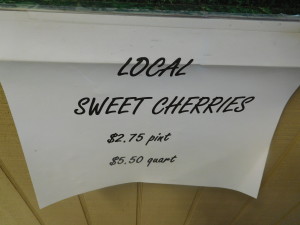 LOCAL
SWEET CHERRIES
$2.75 pint
$5.50 quart